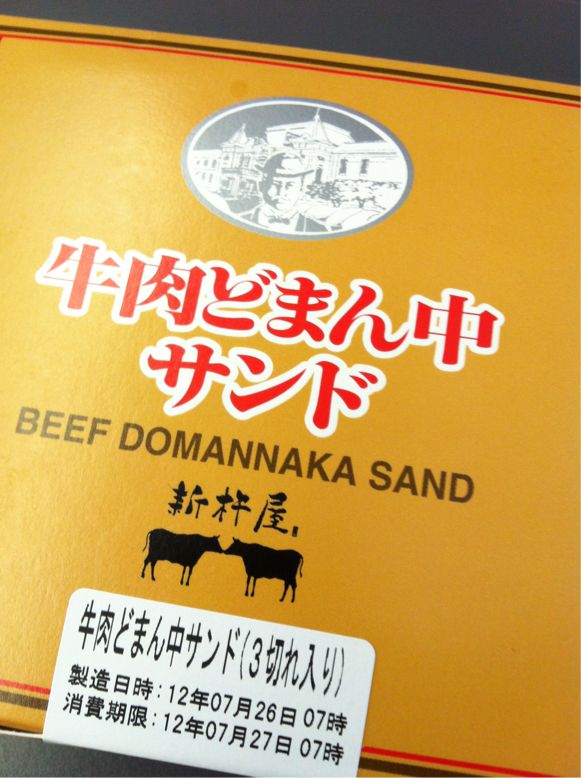 牛肉どまん中
サンド
BEEF DOMANNAKA SAND
新杵屋
牛肉どまん中サンド(3切れ入り)
製造日時:12年07月26日 07時
消費期限:12年07月27日 07時